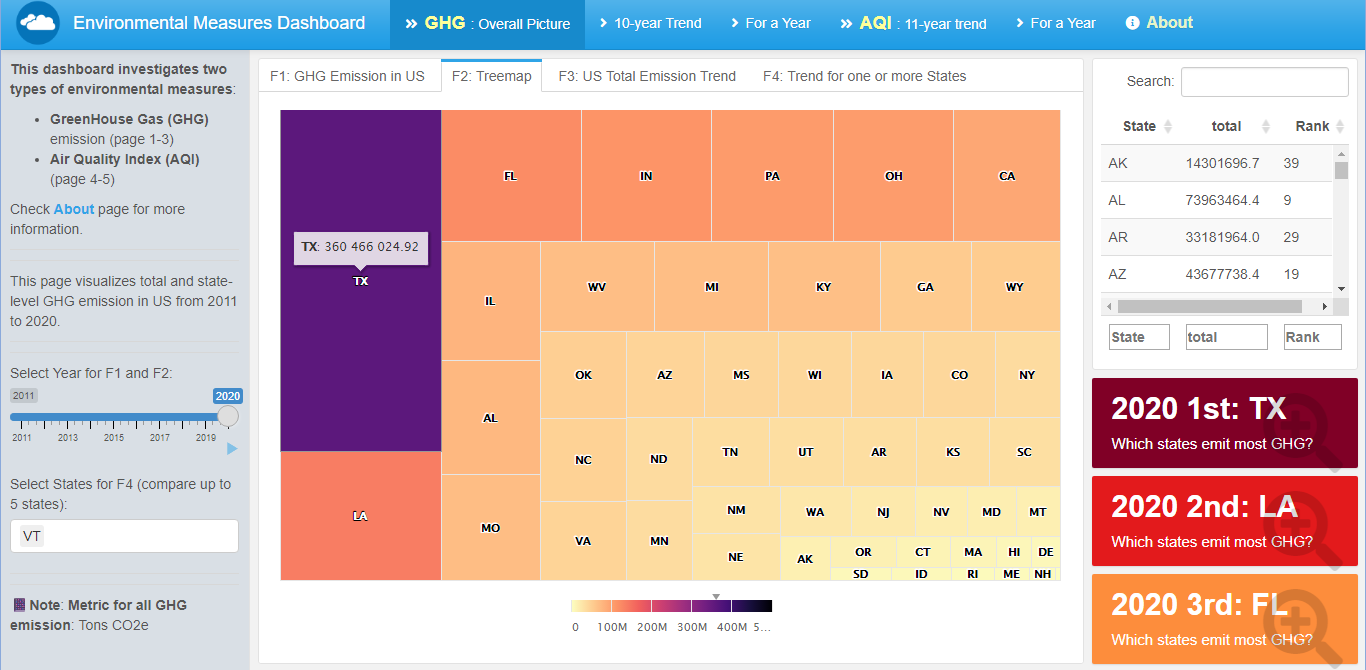 Environmental Measures Dashboard
GHG : Overall Picture
10-year Trend
For a Year
AQI : 11-year trend
For a Year
About
This dashboard investigates two
types of environmental measures:
• GreenHouse Gas (GHG)
emission (page 1-3)
• Air Quality Index (AQI)
(page 4-5)
Check About page for more
information.
This page visualizes total and state-
level GHG emission in US from 2011
to 2020.
Select Year for F1 and F2:
2011 2020
2011 2013 2015 2017 2019
Select States for F4 (compare up to
5 states):
VT
Note: Metric for all GHG
emission: Tons CO2e
F1: GHG Emission in US
F2: Treemap
F3: US Total Emission Trend
F4: Trend for one or more States
TX: 360 466 024.92
TX
LA
FL IN PA OH CA
IL
AL
MO
WV MI KY GA WY
OK AZ MS WI IA CO NY
NC ND
VA MN
TN UT AR KS SC
NM
NE
WA NJ NV MD MT
AK
OR CT MA HI DE
SD ID RI ME NH
0 100M 200M 300M 400M 5...
Search:
State total Rank
AK 14301696.7 39
AL 73963464.4 9
AR 33181964.0 29
AZ 43677738.4 19
State total Rank
2020 1st: TX
Which states emit most GHG?
2020 2nd: LA
Which states emit most GHG?
2020 3rd: FL
Which states emit most GHG?